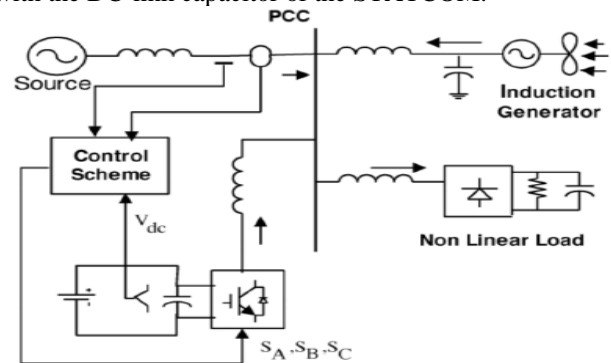 with the DC link capacitor of the STATCOM.
PCC
Source
Induction
Generator
Control
Scheme
Vdc
Non Linear Load
SA,SB,SC